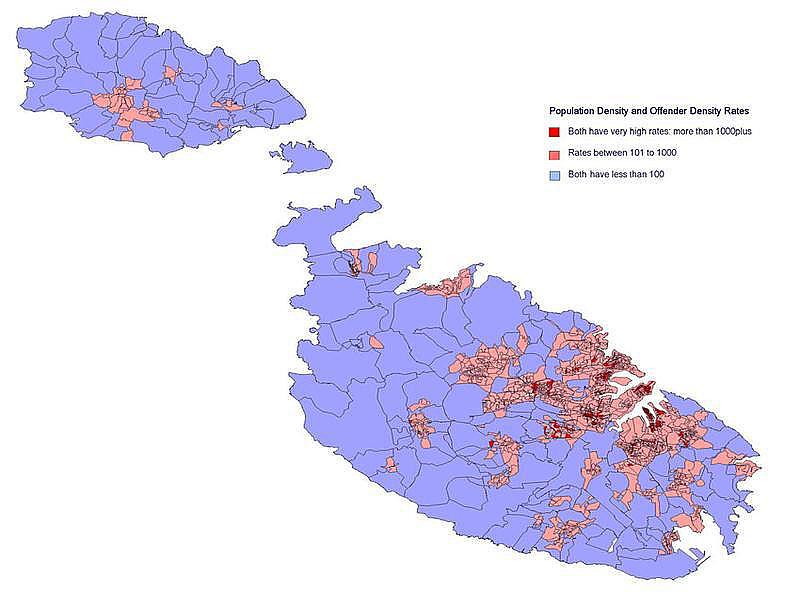 Population Density and Offender Density Rates
Both have very high rates: more than 1000plus
Rates between 101 to 1000
Both have less than 100